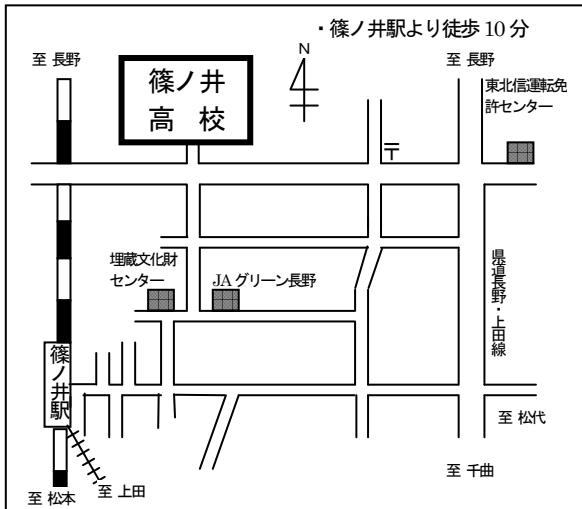 ・篠ノ井駅より徒歩 10 分
至 長野
篠ノ井
高 校
N
至 長野
東北信運転免
許センター
〒
埋蔵文化財
センター
JA グリーン長野
県道長野・上田線
篠ノ井駅
至 松代
至 千曲
至 松本
至 上田